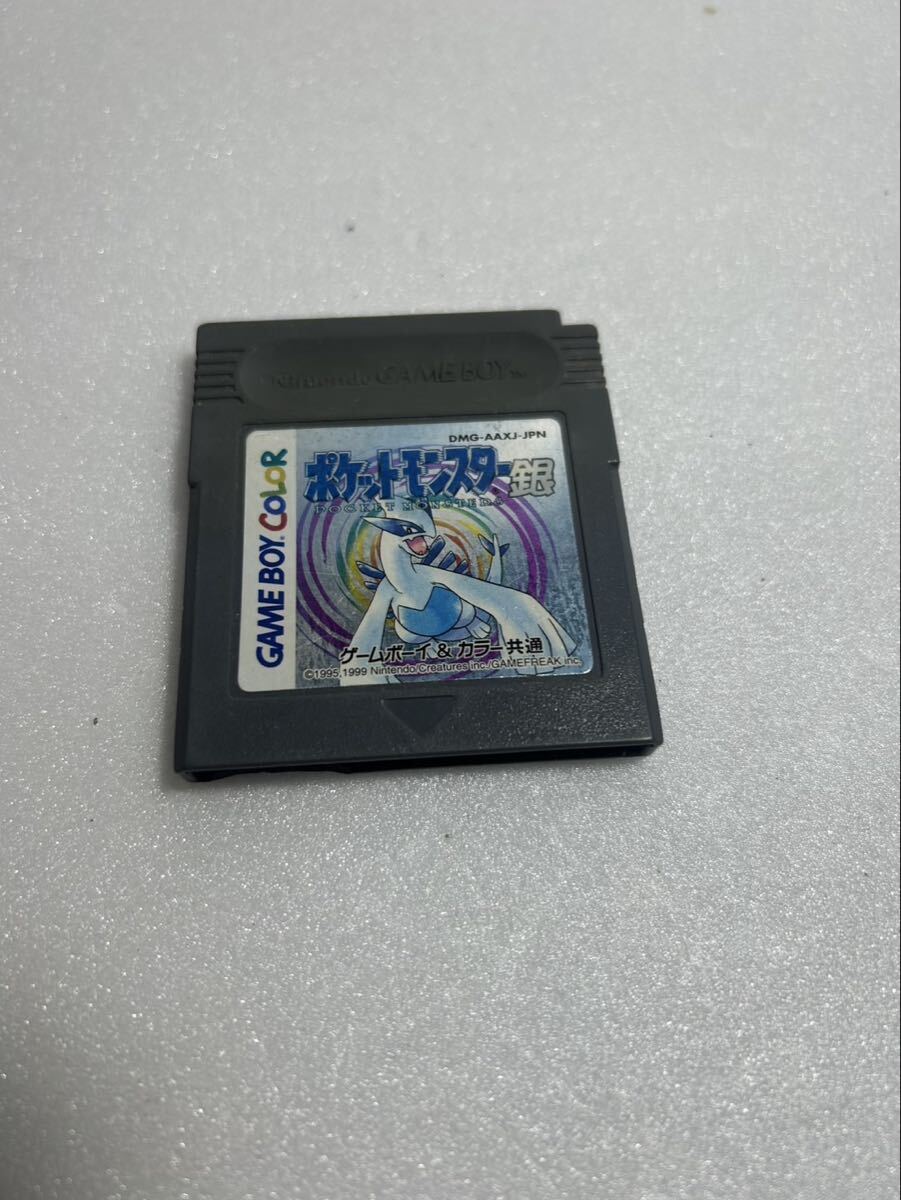 Nintendo GAME BOY™
DMG-AAXJ-JPN
GAME BOY COLOR
ポケットモンスター銀
POCKET MONSTERS
ゲームボーイ & カラー共通
©1995,1999 Nintendo/Creatures inc./GAMEFREAK inc.